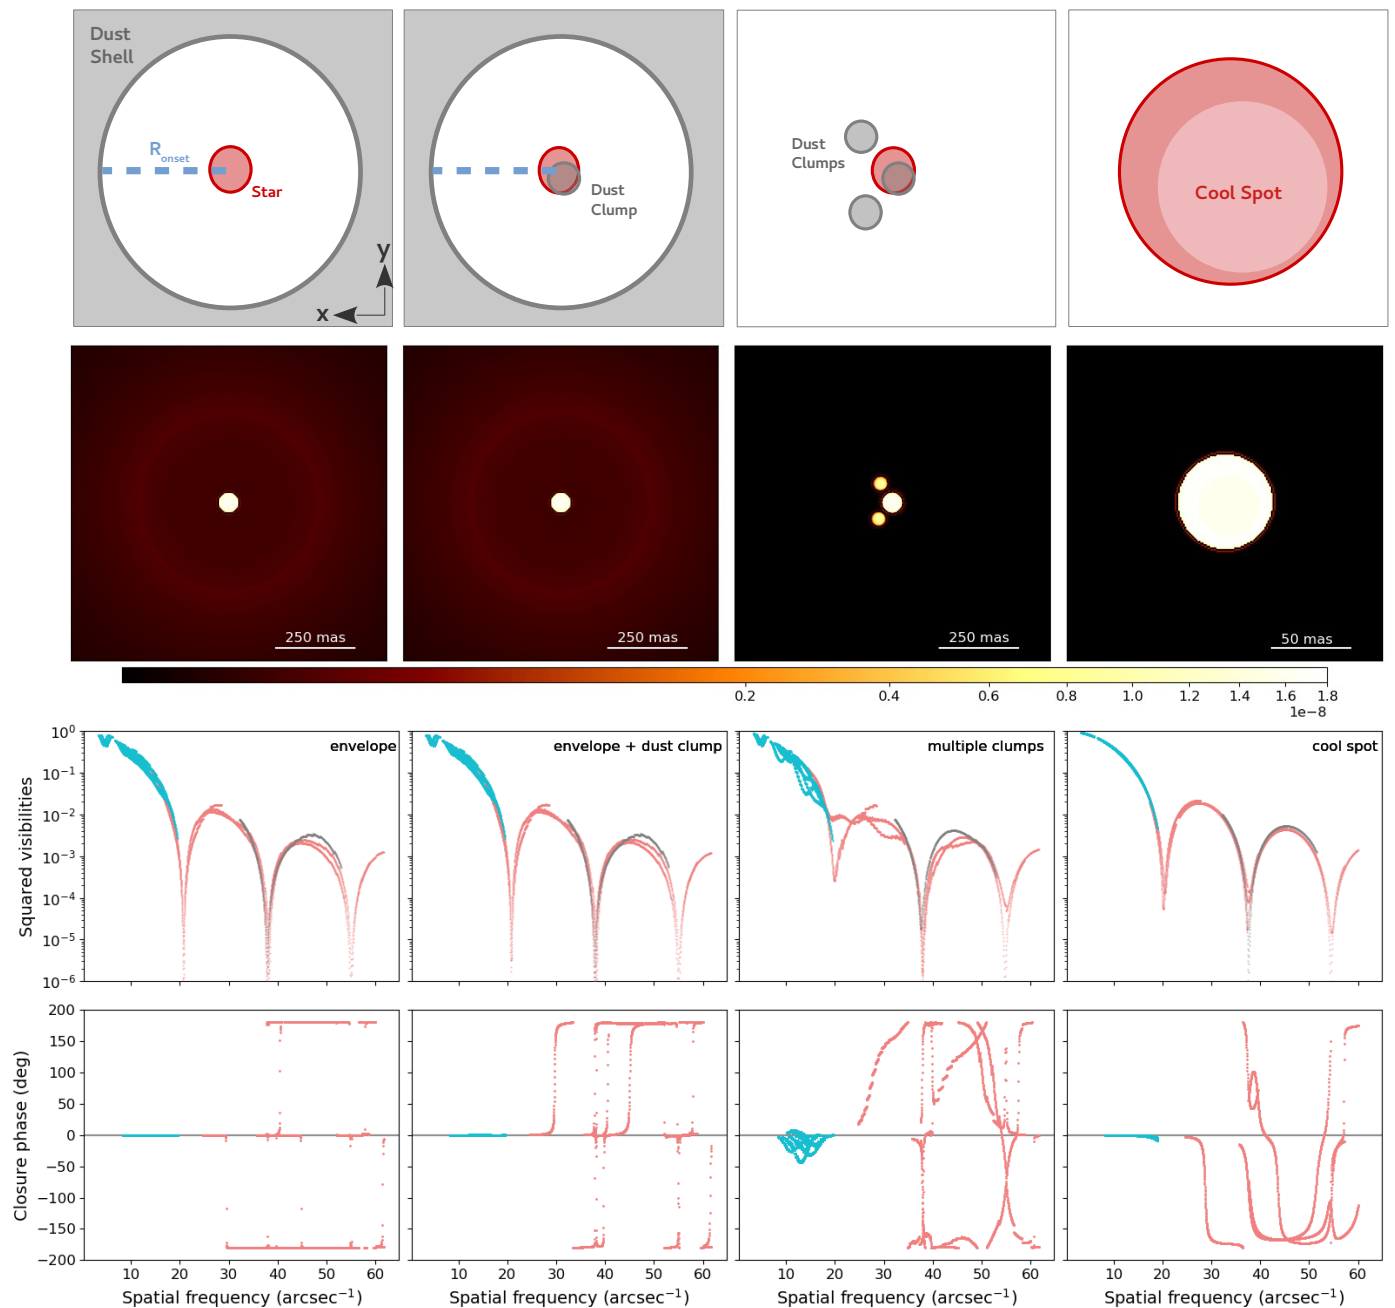 Dust
Shell
R onset
Star
y
x
Dust
Clump
Dust
Clumps
Cool Spot
250 mas
250 mas
250 mas
50 mas
0.2 0.4 0.6 0.8 1.0 1.2 1.4 1.6 1.8
1e−8
Squared visibilities
10⁰
10⁻¹
10⁻²
10⁻³
10⁻⁴
10⁻⁵
10⁻⁶
envelope
envelope + dust clump
multiple clumps
cool spot
Closure phase (deg)
200
150
100
50
0
−50
−100
−150
−200
10 20 30 40 50 60
10 20 30 40 50 60
10 20 30 40 50 60
10 20 30 40 50 60
Spatial frequency (arcsec⁻¹)
Spatial frequency (arcsec⁻¹)
Spatial frequency (arcsec⁻¹)
Spatial frequency (arcsec⁻¹)